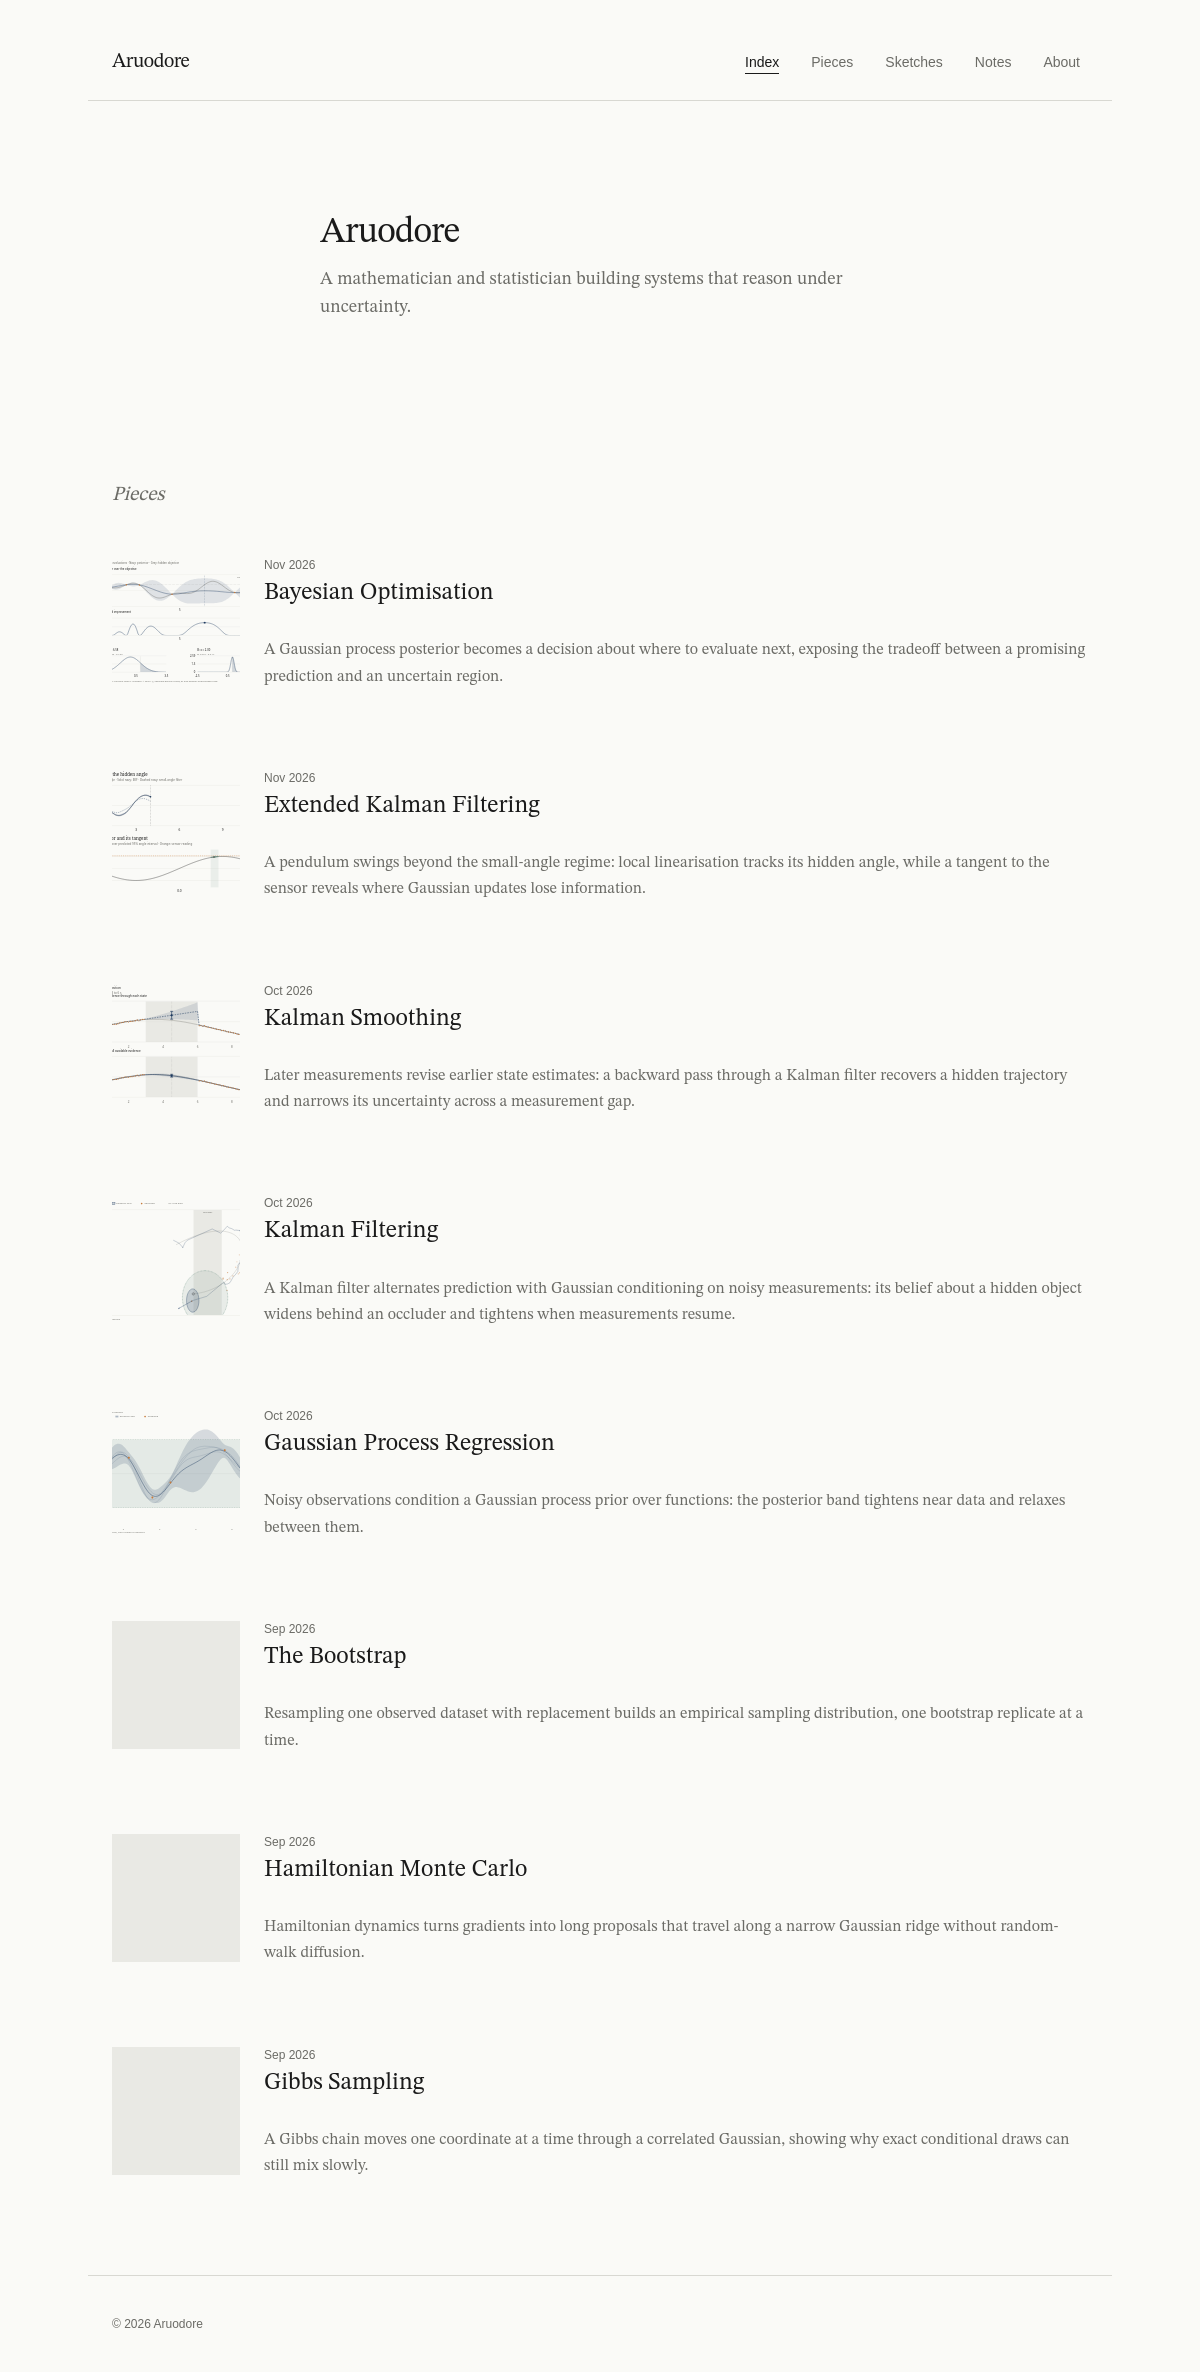 Aruodore
Index Pieces Sketches Notes About
Aruodore
A mathematician and statistician building systems that reason under
uncertainty.
Pieces
Nov 2026
Bayesian Optimisation
A Gaussian process posterior becomes a decision about where to evaluate next, exposing the tradeoff between a promising
prediction and an uncertain region.
the hidden angle
er and its tangent
Nov 2026
Extended Kalman Filtering
A pendulum swings beyond the small-angle regime: local linearisation tracks its hidden angle, while a tangent to the
sensor reveals where Gaussian updates lose information.
Oct 2026
Kalman Smoothing
Later measurements revise earlier state estimates: a backward pass through a Kalman filter recovers a hidden trajectory
and narrows its uncertainty across a measurement gap.
Oct 2026
Kalman Filtering
A Kalman filter alternates prediction with Gaussian conditioning on noisy measurements: its belief about a hidden object
widens behind an occluder and tightens when measurements resume.
Oct 2026
Gaussian Process Regression
Noisy observations condition a Gaussian process prior over functions: the posterior band tightens near data and relaxes
between them.
Sep 2026
The Bootstrap
Resampling one observed dataset with replacement builds an empirical sampling distribution, one bootstrap replicate at a
time.
Sep 2026
Hamiltonian Monte Carlo
Hamiltonian dynamics turns gradients into long proposals that travel along a narrow Gaussian ridge without random-
walk diffusion.
Sep 2026
Gibbs Sampling
A Gibbs chain moves one coordinate at a time through a correlated Gaussian, showing why exact conditional draws can
still mix slowly.
© 2026 Aruodore